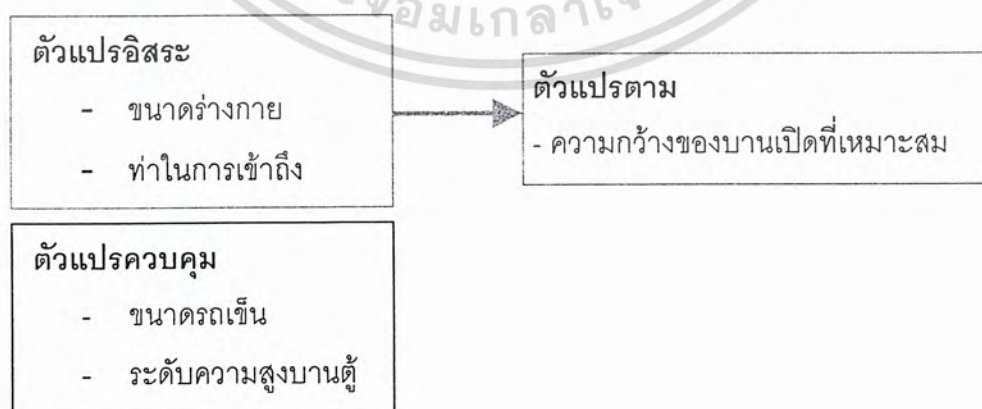 ตัวแปรอิสระ
- ขนาดร่างกาย
- ท่าในการเข้าถึง
ตัวแปรตาม
- ความกว้างของบานเปิดที่เหมาะสม
ตัวแปรควบคุม
- ขนาดรถเข็น
- ระดับความสูงบานตู้